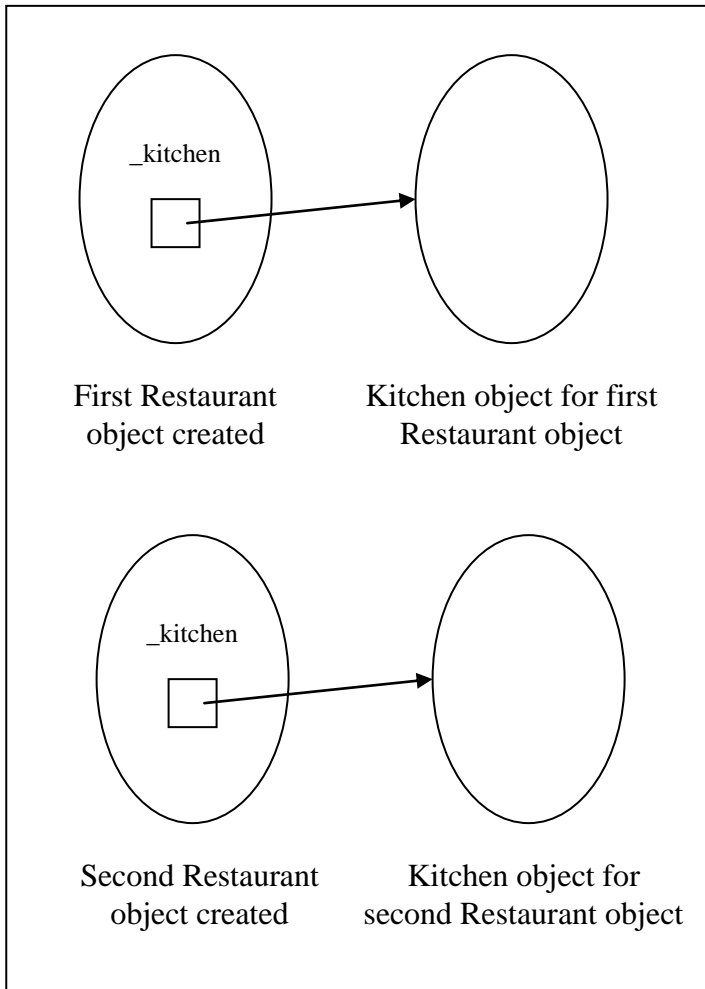 _kitchen
First Restaurant
object created
Kitchen object for first
Restaurant object
_kitchen
Second Restaurant
object created
Kitchen object for
second Restaurant object